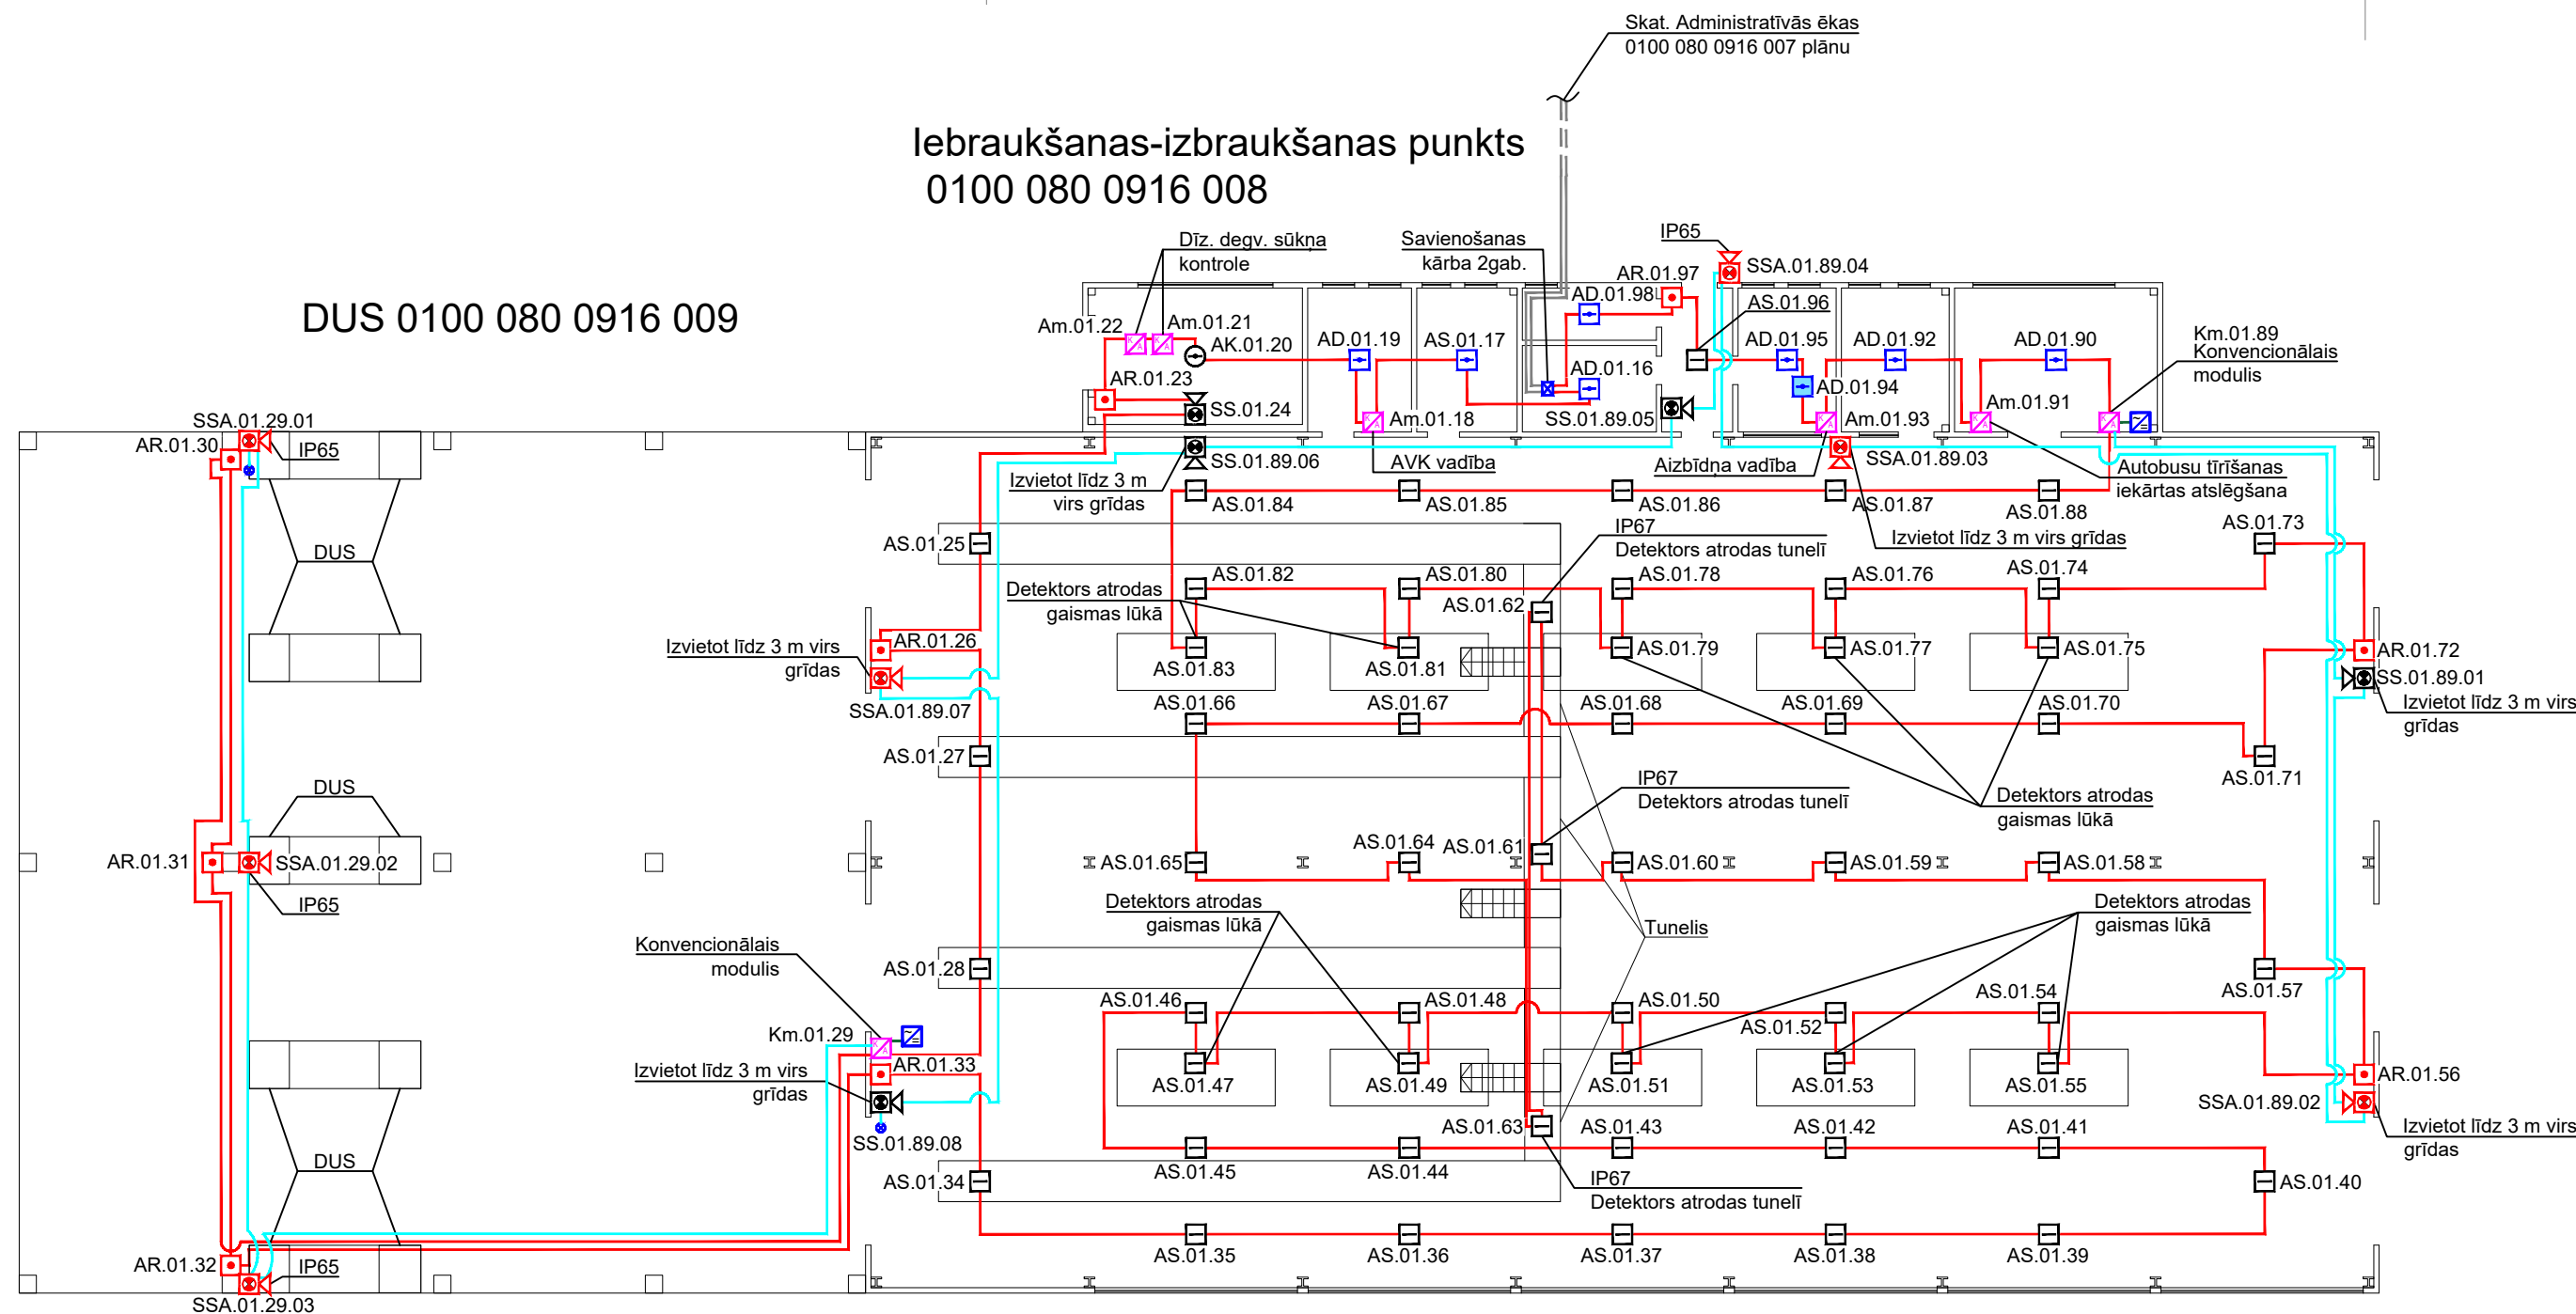 Skat. Administratīvās ēkas
0100 080 0916 007 plānu
Iebraukšanas-izbraukšanas punkts
0100 080 0916 008
DUS 0100 080 0916 009
Dīz. degv. sūkņa
kontrole
Savienošanas
kārba 2gab.
IP65
SSA.01.89.04
AR.01.97
AD.01.98
AS.01.96
Am.01.22
Am.01.21
AK.01.20
AD.01.19
AS.01.17
AD.01.16
AD.01.95
AD.01.92
AD.01.90
Km.01.89
Konvencionālais
modulis
AR.01.23
SS.01.24
AD.01.94
Am.01.18
SS.01.89.05
Am.01.93
Am.01.91
SSA.01.29.01
AR.01.30
IP65
SS.01.89.06
AVK vadība
Aizbīdņa vadība
SSA.01.89.03
Autobusu tīrīšanas
iekārtas atslēgšana
Izvietot līdz 3 m
virs grīdas
AS.01.84
AS.01.85
AS.01.86
AS.01.87
AS.01.88
AS.01.73
IP67
Detektors atrodas tunelī
Izvietot līdz 3 m virs grīdas
DUS
AS.01.25
AS.01.82
AS.01.80
AS.01.78
AS.01.76
AS.01.74
Detektors atrodas
gaismas lūkā
AS.01.62
AR.01.26
Izvietot līdz 3 m virs
grīdas
AS.01.83
AS.01.81
AS.01.79
AS.01.77
AS.01.75
AR.01.72
SS.01.89.01
Izvietot līdz 3 m virs
grīdas
SSA.01.89.07
AS.01.66
AS.01.67
AS.01.68
AS.01.69
AS.01.70
AS.01.27
AS.01.71
DUS
IP67
Detektors atrodas tunelī
Detektors atrodas
gaismas lūkā
AR.01.31
SSA.01.29.02
AS.01.65
AS.01.64
AS.01.61
AS.01.60
AS.01.59
AS.01.58
IP65
Detektors atrodas
gaismas lūkā
Detektors atrodas
gaismas lūkā
Tunelis
Konvencionālais
modulis
AS.01.28
AS.01.57
AS.01.46
AS.01.48
AS.01.50
AS.01.52
AS.01.54
Km.01.29
AR.01.33
Izvietot līdz 3 m virs
grīdas
AS.01.47
AS.01.49
AS.01.51
AS.01.53
AS.01.55
AR.01.56
SSA.01.89.02
Izvietot līdz 3 m virs
grīdas
SS.01.89.08
AS.01.63
AS.01.43
AS.01.42
AS.01.41
DUS
AS.01.34
AS.01.45
AS.01.44
IP67
Detektors atrodas tunelī
AS.01.40
AR.01.32
IP65
AS.01.35
AS.01.36
AS.01.37
AS.01.38
AS.01.39
SSA.01.29.03